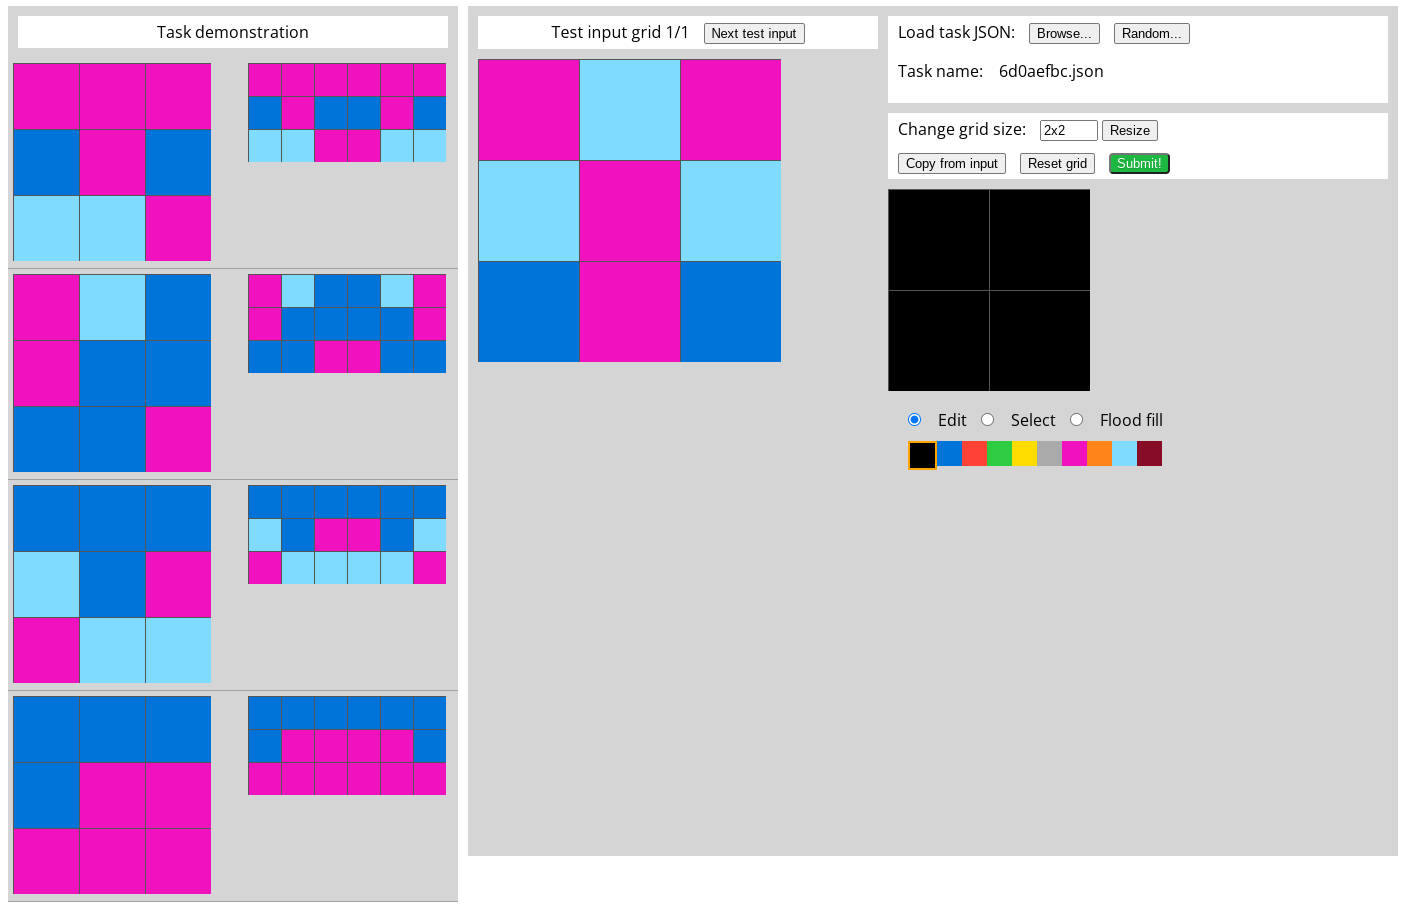 Task demonstration
Test input grid 1/1 Next test input
Load task JSON: Browse... Random...
Task name: 6d0aefbc.json
Change grid size: 2x2 Resize
Copy from input Reset grid Submit!
Edit Select Flood fill